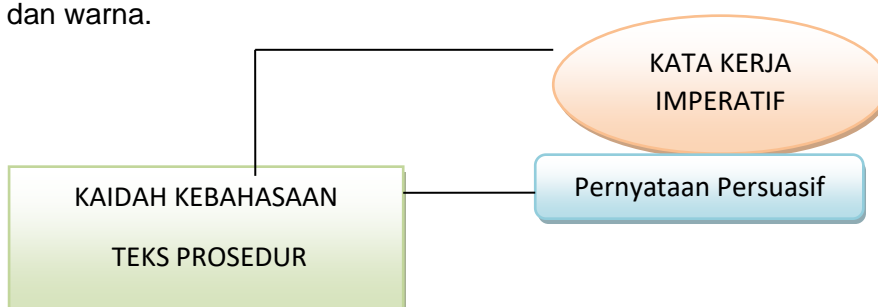 dan warna.
KATA KERJA
IMPERATIF
Pernyataan Persuasif
KAIDAH KEBAHASAAN
TEKS PROSEDUR